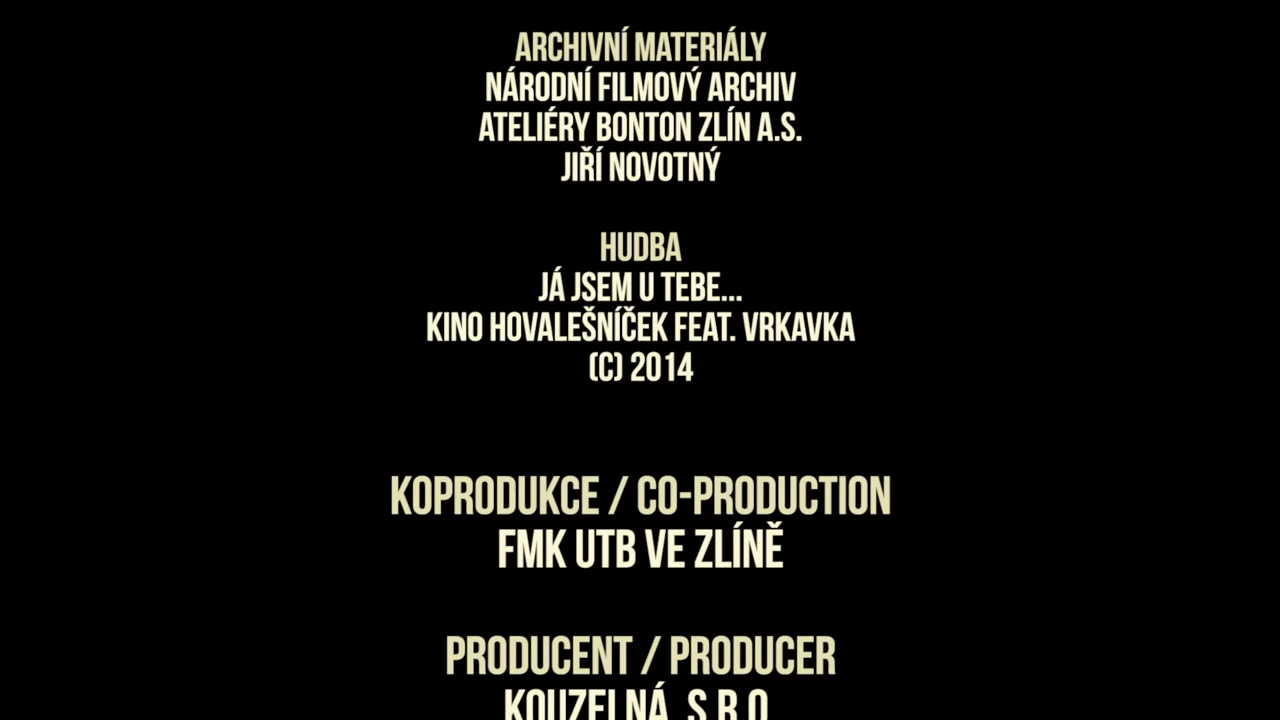 ARCHIVNÍ MATERIÁLY
NÁRODNÍ FILMOVÝ ARCHIV
ATELIÉRY BONTON ZLÍN A.S.
JIŘÍ NOVOTNÝ
HUDBA
JÁ JSEM U TEBE...
KINO HOVALEŠNÍČEK FEAT. VRKAVKA
(C) 2014
KOPRODUKCE / CO-PRODUCTION
FMK UTB VE ZLÍNĚ
PRODUCENT / PRODUCER
KOUZELNÁ S.R.O.